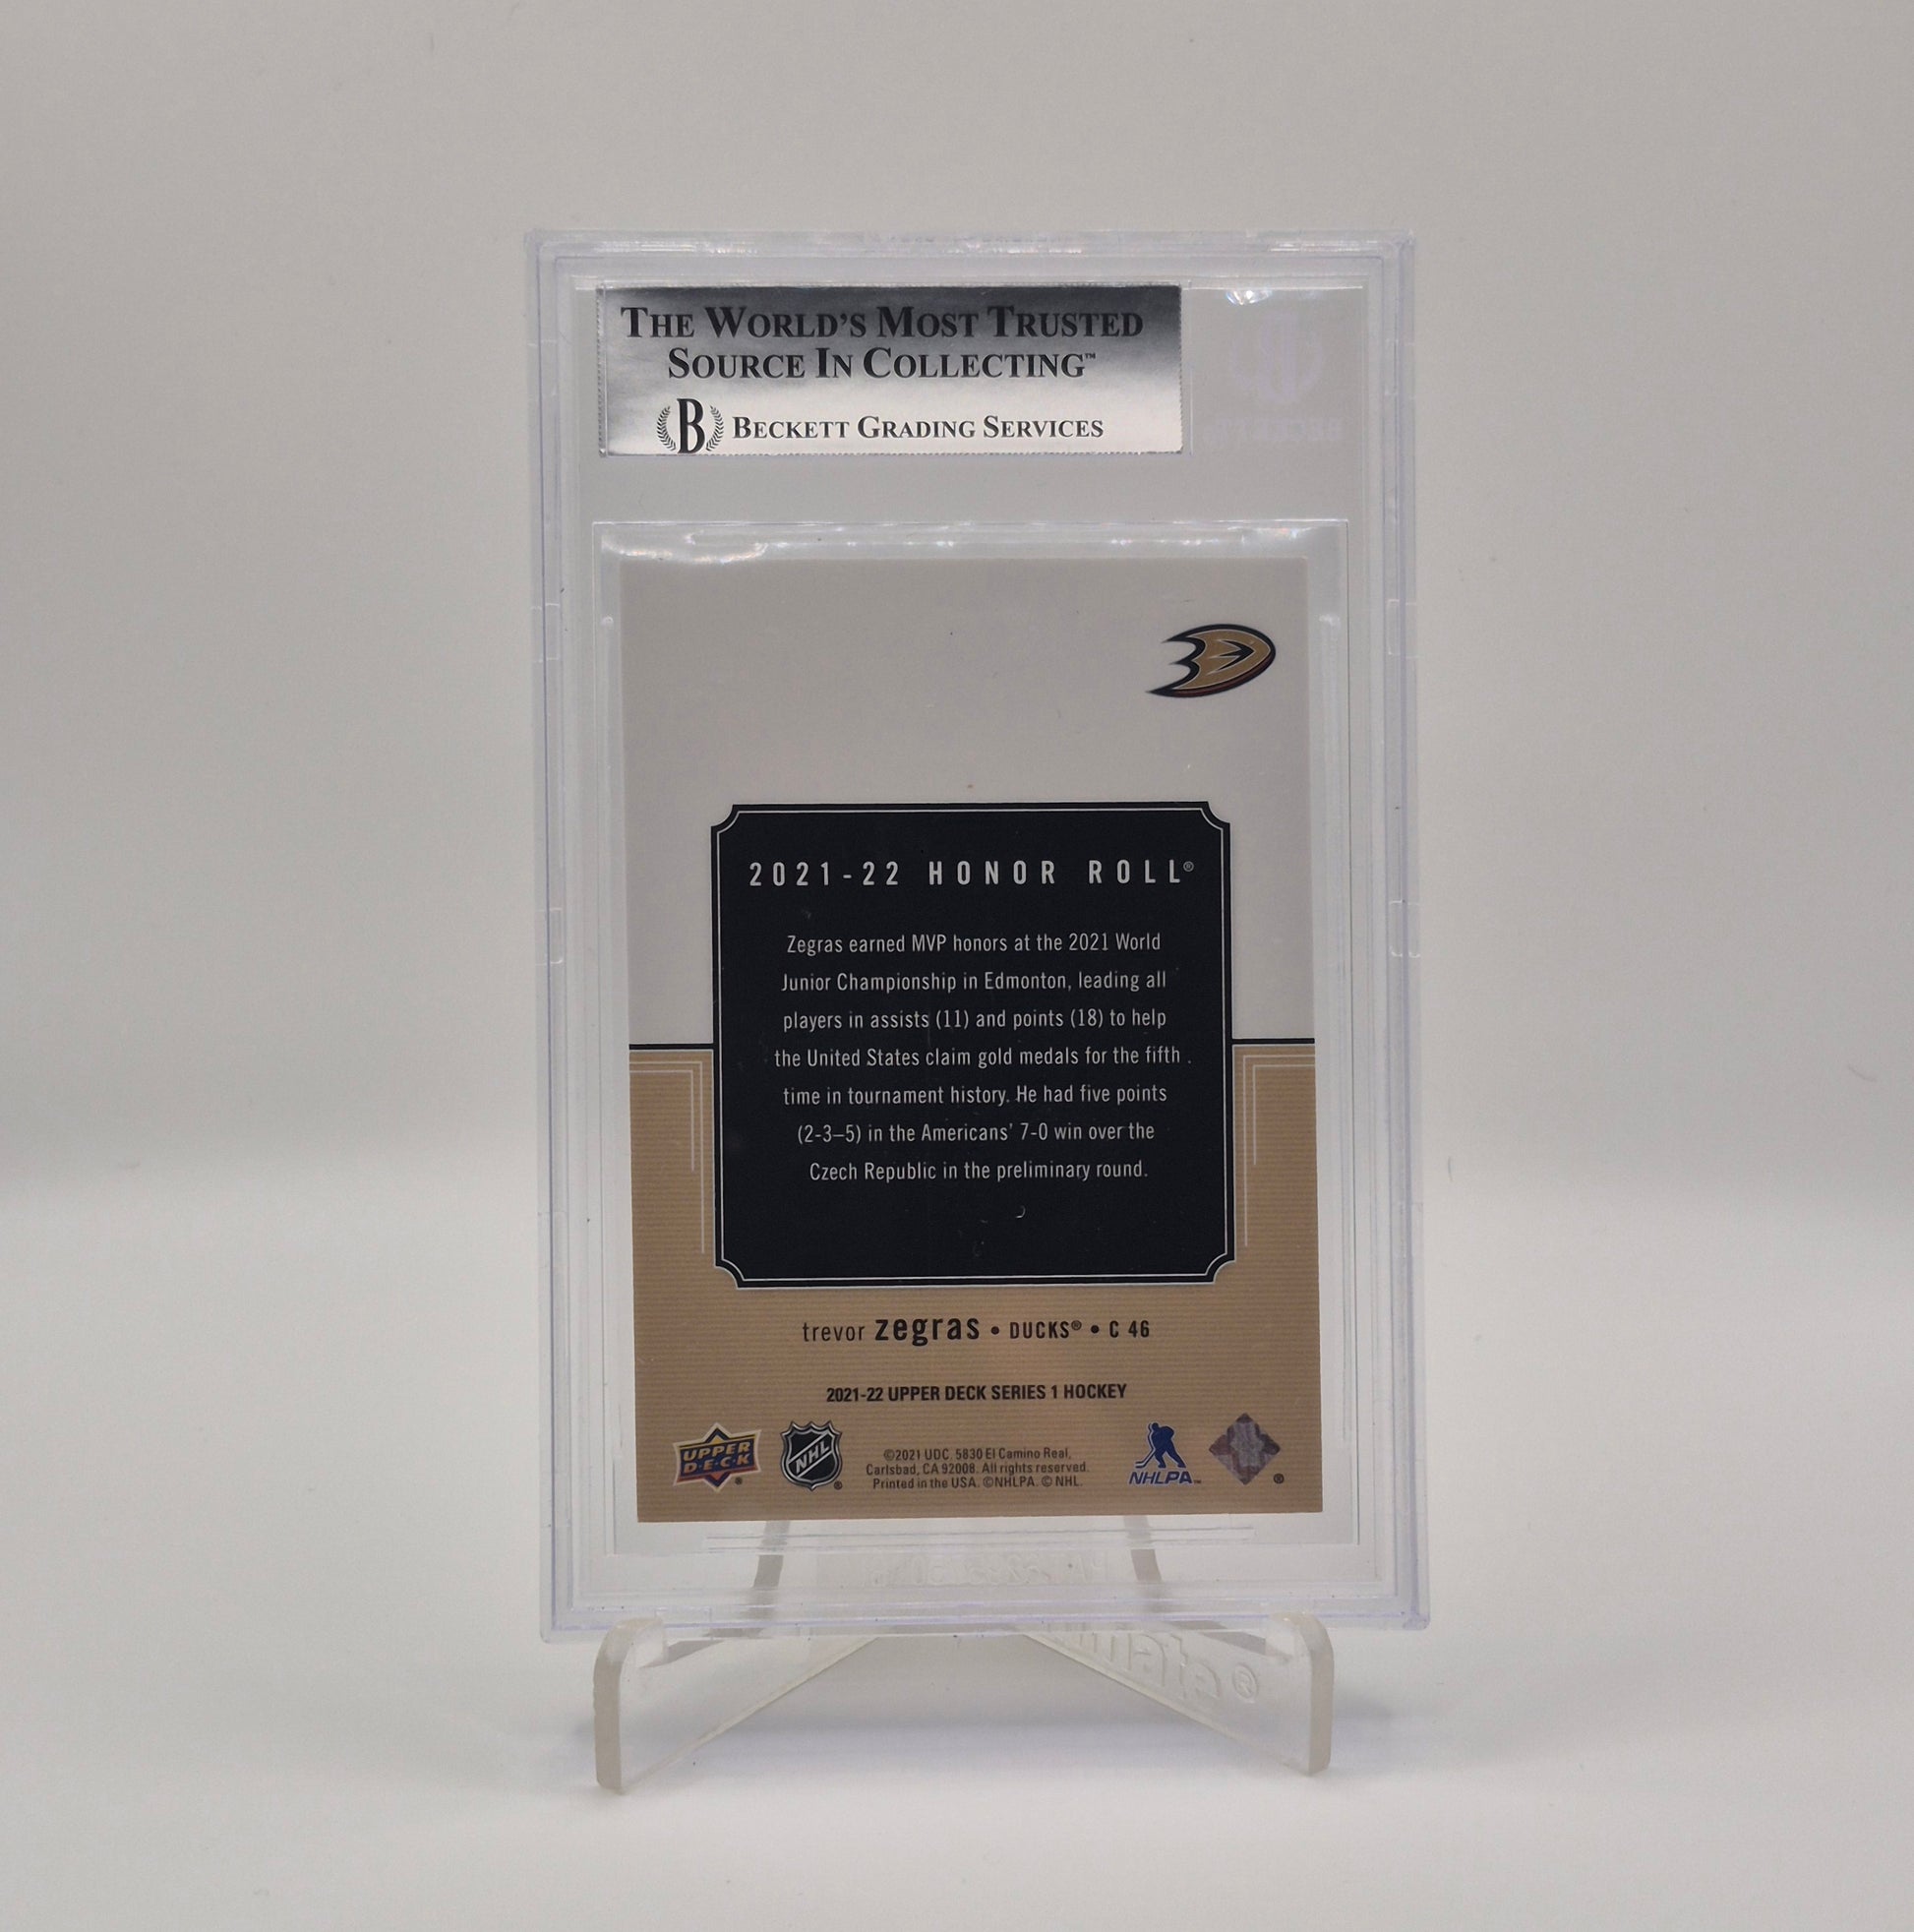 THE WORLD'S MOST TRUSTED
SOURCE IN COLLECTING™
B BECKETT GRADING SERVICES
2021-22 HONOR ROLL®
Zegras earned MVP honors at the 2021 World
Junior Championship in Edmonton, leading all
players in assists (11) and points (18) to help
the United States claim gold medals for the fifth
time in tournament history. He had five points
(2-3–5) in the Americans' 7-0 win over the
Czech Republic in the preliminary round.
trevor zegras • DUCKS® • C 46
2021-22 UPPER DECK SERIES 1 HOCKEY
UPPER DECK®
NHL®
©2021 UDC. 5830 El Camino Real,
Carlsbad, CA 92008. All rights reserved.
Printed in the USA. ©NHLPA. © NHL.
NHLPA™
®